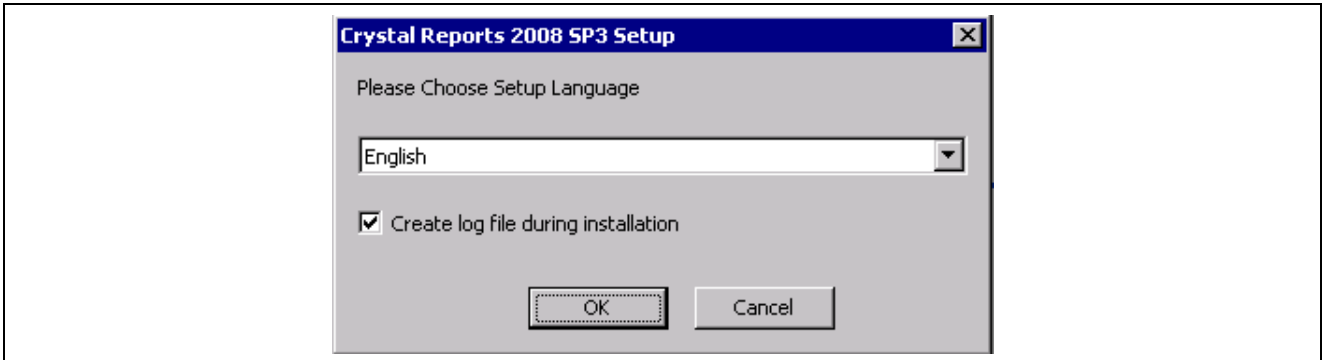 Crystal Reports 2008 SP3 Setup
Please Choose Setup Language
English
Create log file during installation
OK Cancel